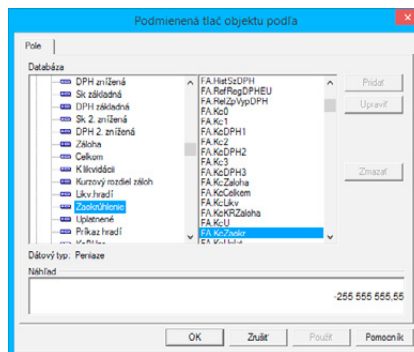 Podmienená tlač objektu podľa
Pole
Databáza
DPH znížená
Sk základná
DPH základná
Sk 2. znížená
DPH 2. znížená
Záloha
Celkom
K likvidácii
Kurzový rozdiel záloh
Likv.hradí
Zaokrúhlenie
Uplatnené
Príkaz hradí
FA.HistSzDPH
FA.RefRegDPHEU
FA.RelZpVypDPH
FA.Kc0
FA.Kc1
FA.KcDPH1
FA.Kc2
FA.KcDPH2
FA.Kc3
FA.KcDPH3
FA.KcZaloha
FA.KcCelkem
FA.KcLikv
FA.KcKRZaloha
FA.KcU
FA.KcZaokr
Pridať
Upraviť
Zmazať
Dátový typ: Peniaze
Náhľad
-255 555 555,55
OK
Zrušiť
Použiť
Pomocník